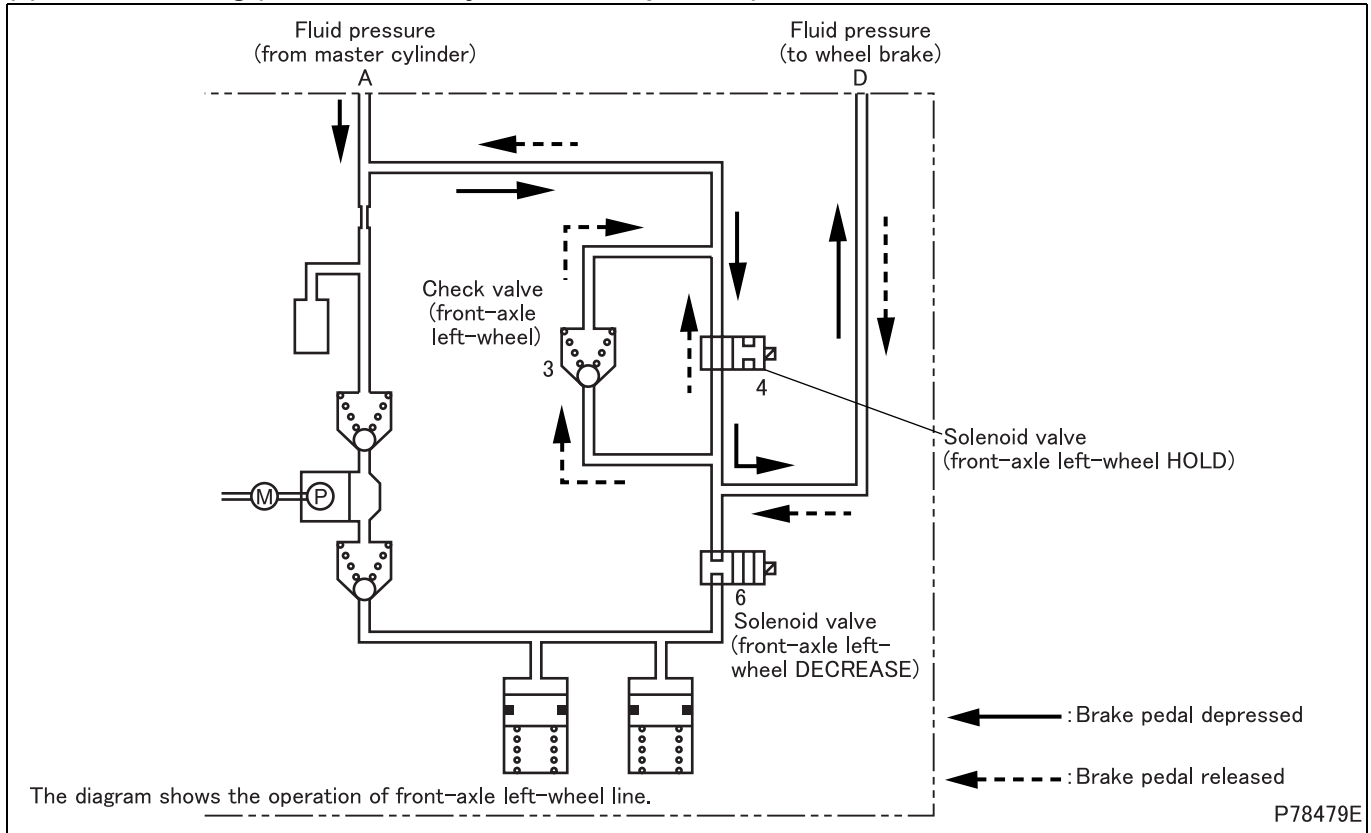 Fluid pressure
(from master cylinder)
A
Fluid pressure
(to wheel brake)
D
Check valve
(front-axle
left-wheel)
3
4
Solenoid valve
(front-axle left-wheel HOLD)
M
P
6
Solenoid valve
(front-axle left-
wheel DECREASE)
:Brake pedal depressed
:Brake pedal released
The diagram shows the operation of front-axle left-wheel line.
P78479E